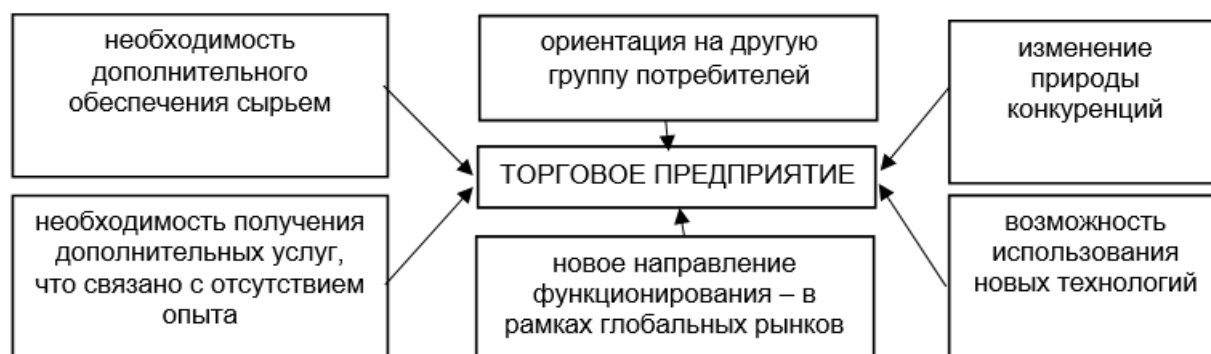 необходимость
дополнительного
обеспечения сырьем
ориентация на другую
группу потребителей
изменение
природы
конкуренций
ТОРГОВОЕ ПРЕДПРИЯТИЕ
необходимость получения
дополнительных услуг,
что связано с отсутствием
опыта
новое направление
функционирования – в
рамках глобальных рынков
возможность
использования
новых технологий